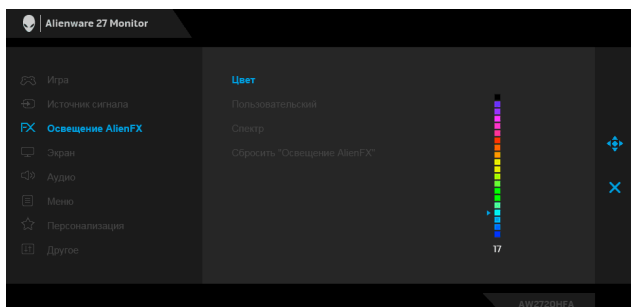 Alienware 27 Monitor
Игра
Источник сигнала
FX Освещение AlienFX
Экран
Аудио
Меню
Персонализация
Другое
Цвет
Пользовательский
Спектр
Сбросить "Освещение AlienFX"
17
AW2720HFA